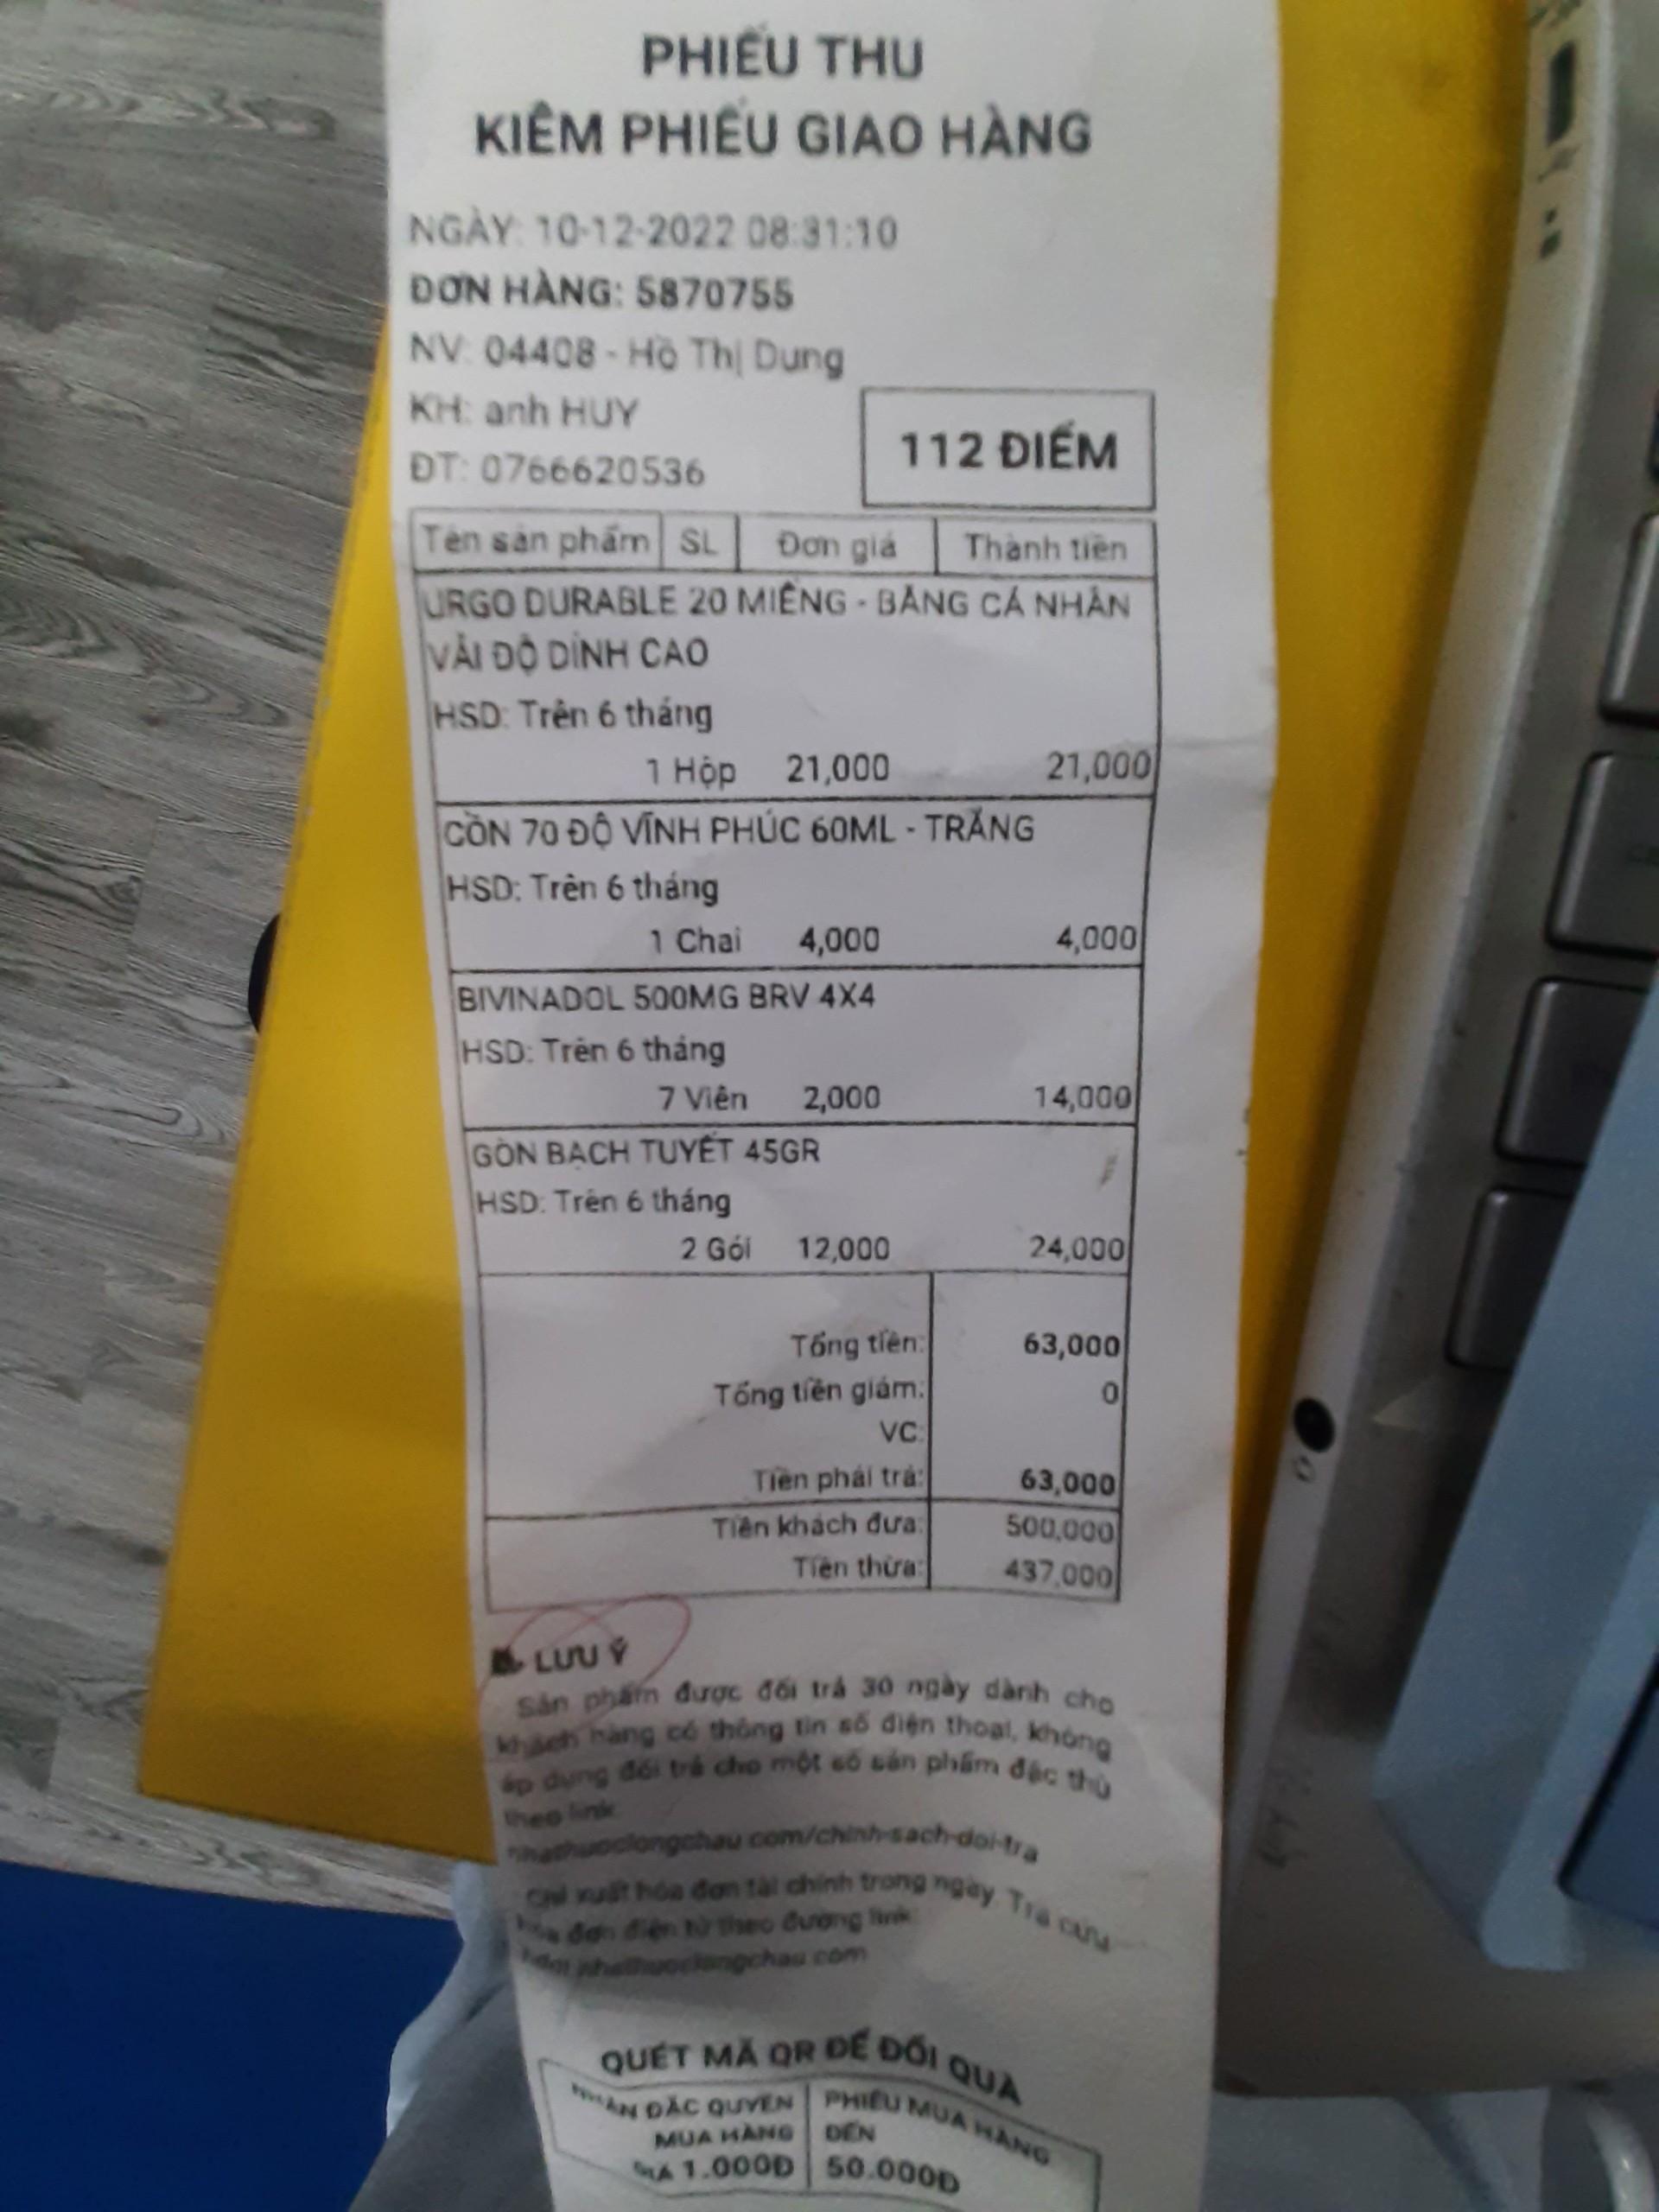 PHIẾU THU
KIÊM PHIẾU GIAO HÀNG
NGÀY: 10-12-2022 08:31:10
ĐƠN HÀNG: 5870755
NV: 04408 - Hồ Thị Dung
KH: anh HUY
112 ĐIỂM
ĐT: 0766620536
Tên sản phẩm SL Đơn giá Thành tiền
URGO DURABLE 20 MIẾNG - BĂNG CÁ NHÂN
VẢI ĐỘ DÍNH CAO
HSD: Trên 6 tháng
1 Hộp 21,000 21,000
CỒN 70 ĐỘ VĨNH PHÚC 60ML - TRẮNG
HSD: Trên 6 tháng
1 Chai 4,000 4,000
BIVINADOL 500MG BRV 4X4
HSD: Trên 6 tháng
7 Viên 2,000 14,000
GÒN BẠCH TUYẾT 45GR
HSD: Trên 6 tháng
2 Gói 12,000 24,000
Tổng tiền: 63,000
Tổng tiền giảm: 0
VC:
Tiền phải trả: 63,000
Tiền khách đưa: 500,000
Tiền thừa: 437,000
LƯU Ý
Sản phẩm được đổi trả 30 ngày dành cho
khách hàng có thông tin số điện thoại, không
áp dụng đổi trả cho một số sản phẩm đặc thù
theo link:
nhathuoclongchau.com/chinh-sach-doi-tra
Chỉ xuất hóa đơn tài chính trong ngày. Tra cứu
hóa đơn điện tử theo đường link:
nhathuoclongchau.com
QUÉT MÃ QR ĐỂ ĐỔI QUÀ
NHẬN ĐẶC QUYỀN
MUA HÀNG
GIÁ 1.000Đ
PHIẾU MUA HÀNG
ĐẾN
50.000Đ